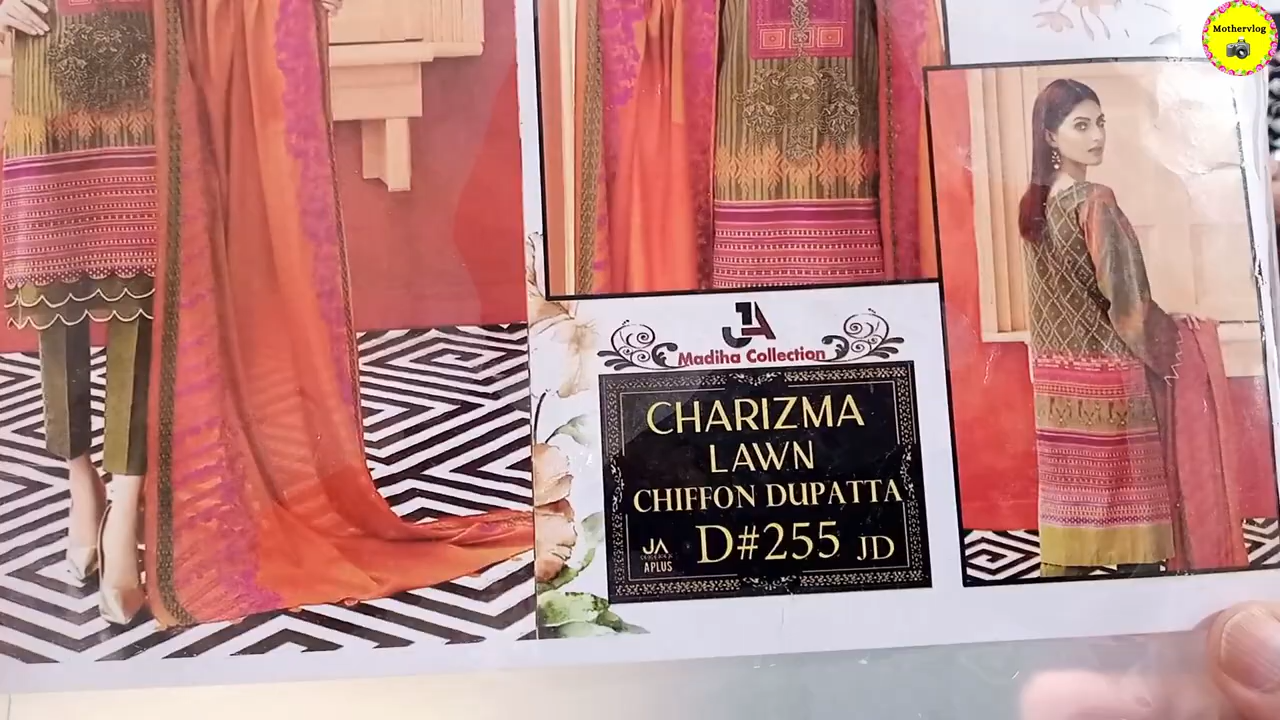 Mothervlog
JA
Madiha Collection
CHARIZMA
LAWN
CHIFFON DUPATTA
D#255 JD
JA
APLUS